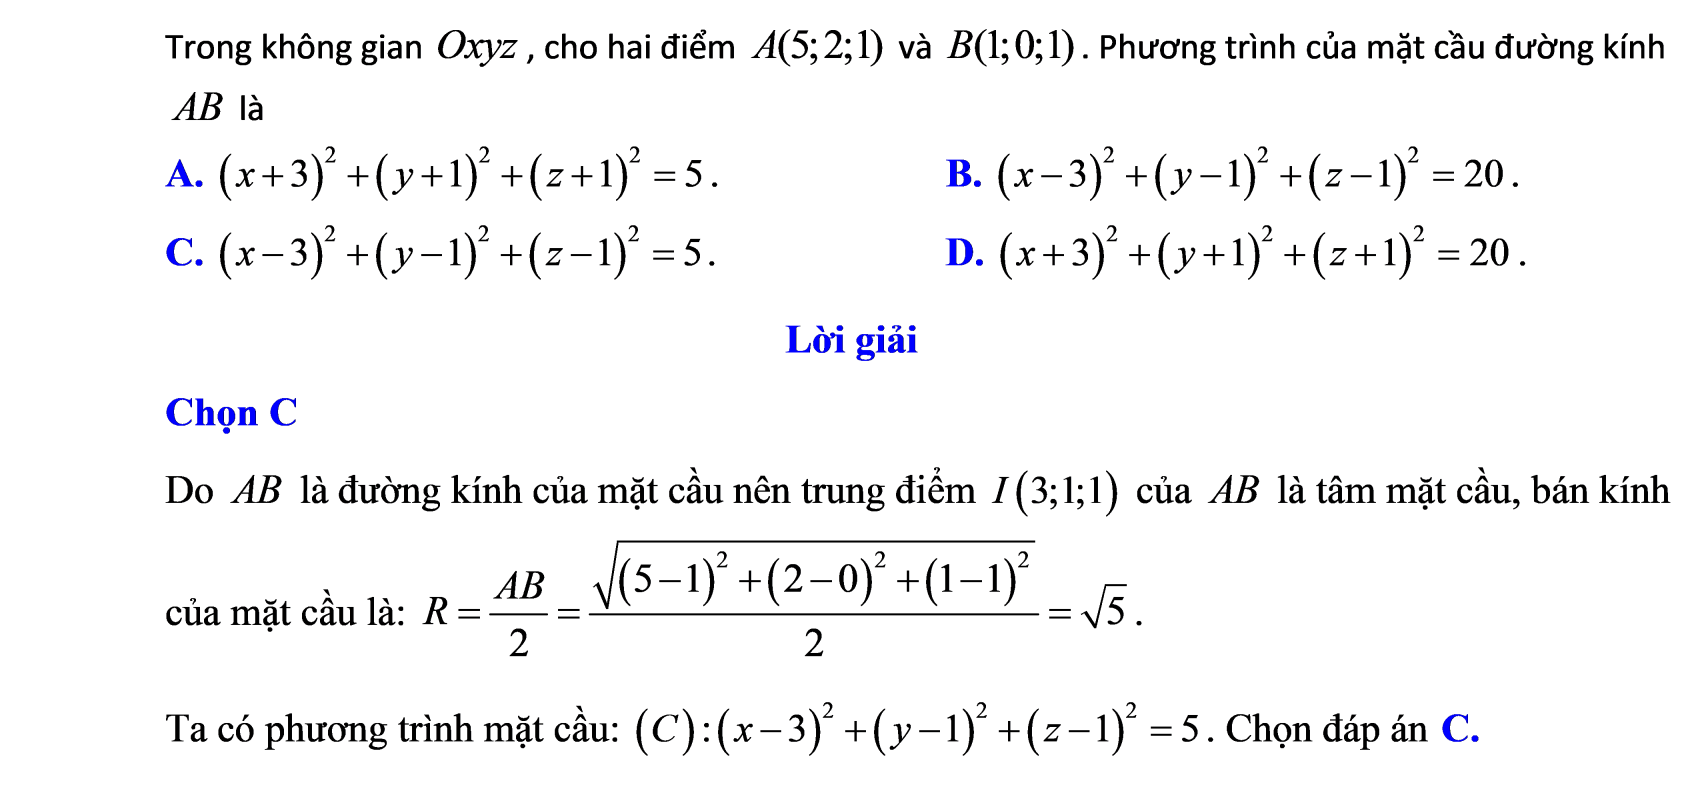 Trong không gian Oxyz , cho hai điểm A(5;2;1) và B(1;0;1) . Phương trình của mặt cầu đường kính
AB là
A. (x+3)² +(y+1)² +(z+1)² = 5 . B. (x−3)² +(y−1)² +(z−1)² = 20 .
C. (x−3)² +(y−1)² +(z−1)² = 5 . D. (x+3)² +(y+1)² +(z+1)² = 20 .
Lời giải
Chọn C
Do AB là đường kính của mặt cầu nên trung điểm I(3;1;1) của AB là tâm mặt cầu, bán kính
của mặt cầu là: R = AB/2 = √((5−1)² +(2−0)² +(1−1)²)/2 = √5 .
Ta có phương trình mặt cầu: (C):(x−3)² +(y−1)² +(z−1)² = 5 . Chọn đáp án C.